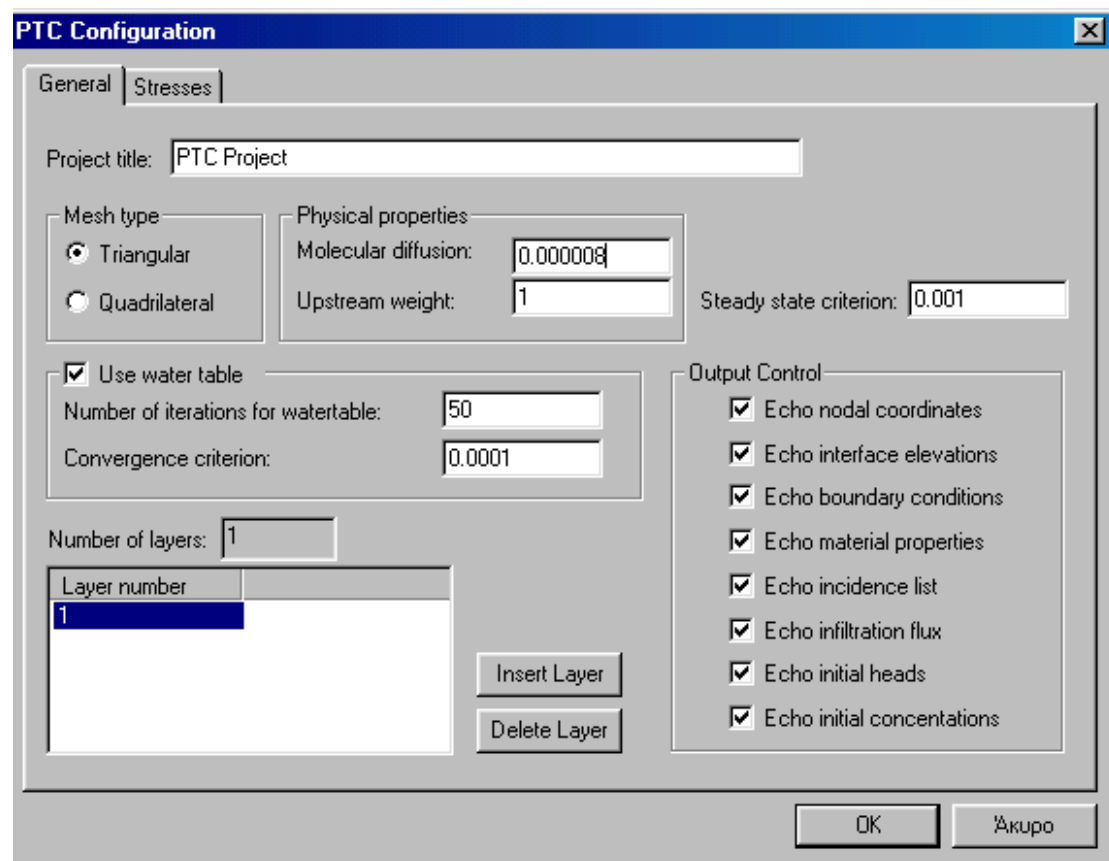 PTC Configuration
General
Stresses
Project title: PTC Project
Mesh type
Triangular
Quadrilateral
Physical properties
Molecular diffusion: 0.000008
Upstream weight: 1
Steady state criterion: 0.001
Use water table
Number of iterations for watertable: 50
Convergence criterion: 0.0001
Output Control
Echo nodal coordinates
Echo interface elevations
Echo boundary conditions
Echo material properties
Echo incidence list
Echo infiltration flux
Echo initial heads
Echo initial concentations
Number of layers: 1
Layer number
1
Insert Layer
Delete Layer
OK
Άκυρο